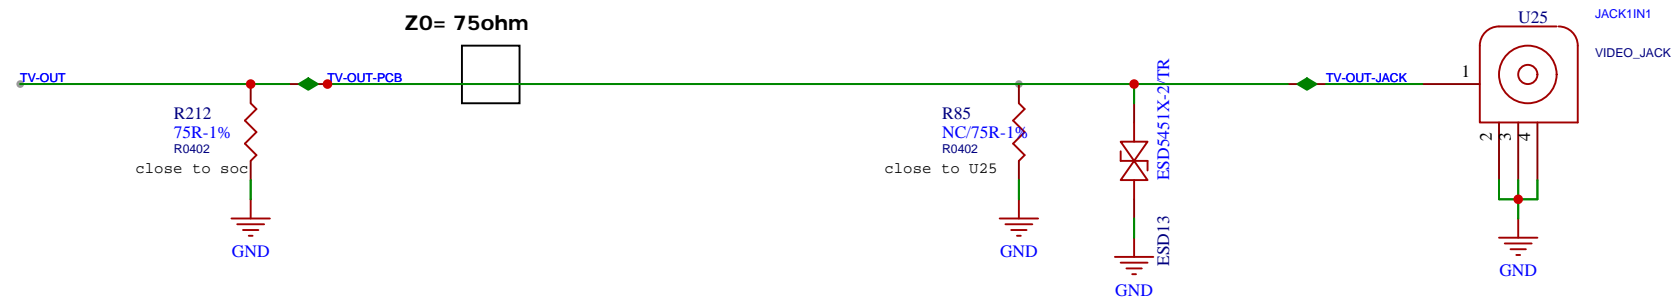 Z0= 75ohm
U25
JACK1IN1
VIDEO_JACK
TV-OUT
TV-OUT-PCB
TV-OUT-JACK
1
R212
75R-1%
R0402
close to soc
GND
R85
NC/75R-1%
R0402
close to U25
GND
ESD5451X-2/TR
ESD13
GND
2
3
4
GND